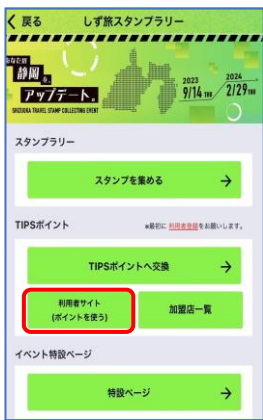 戻る しず旅スタンプラリー
あなたの
静岡を、
アップデート。
SHIZUOKA TRAVEL STAMP COLLECTING EVENT
2023
9/14 THU
2024
2/29 THU
スタンプラリー
スタンプを集める →
TIPSポイント
※最初に 利用者登録をお願いします。
TIPSポイントへ交換 →
利用者サイト
(ポイントを使う)
加盟店一覧
イベント特設ページ
特設ページ →